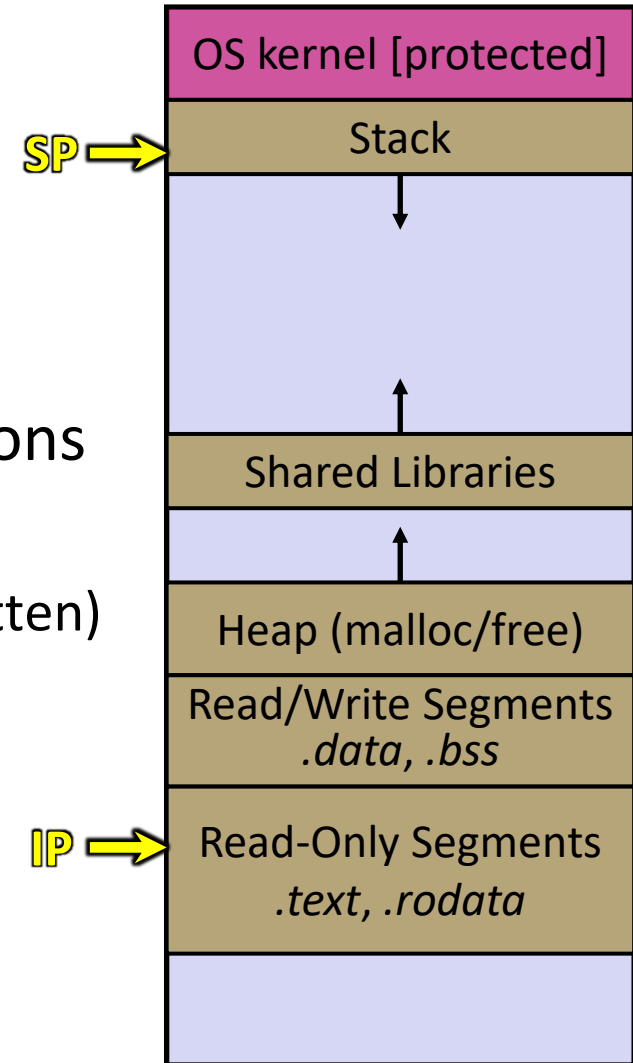 OS kernel [protected]
SP
Stack
ons
Shared Libraries
tten)
Heap (malloc/free)
Read/Write Segments
.data, .bss
IP
Read-Only Segments
.text, .rodata